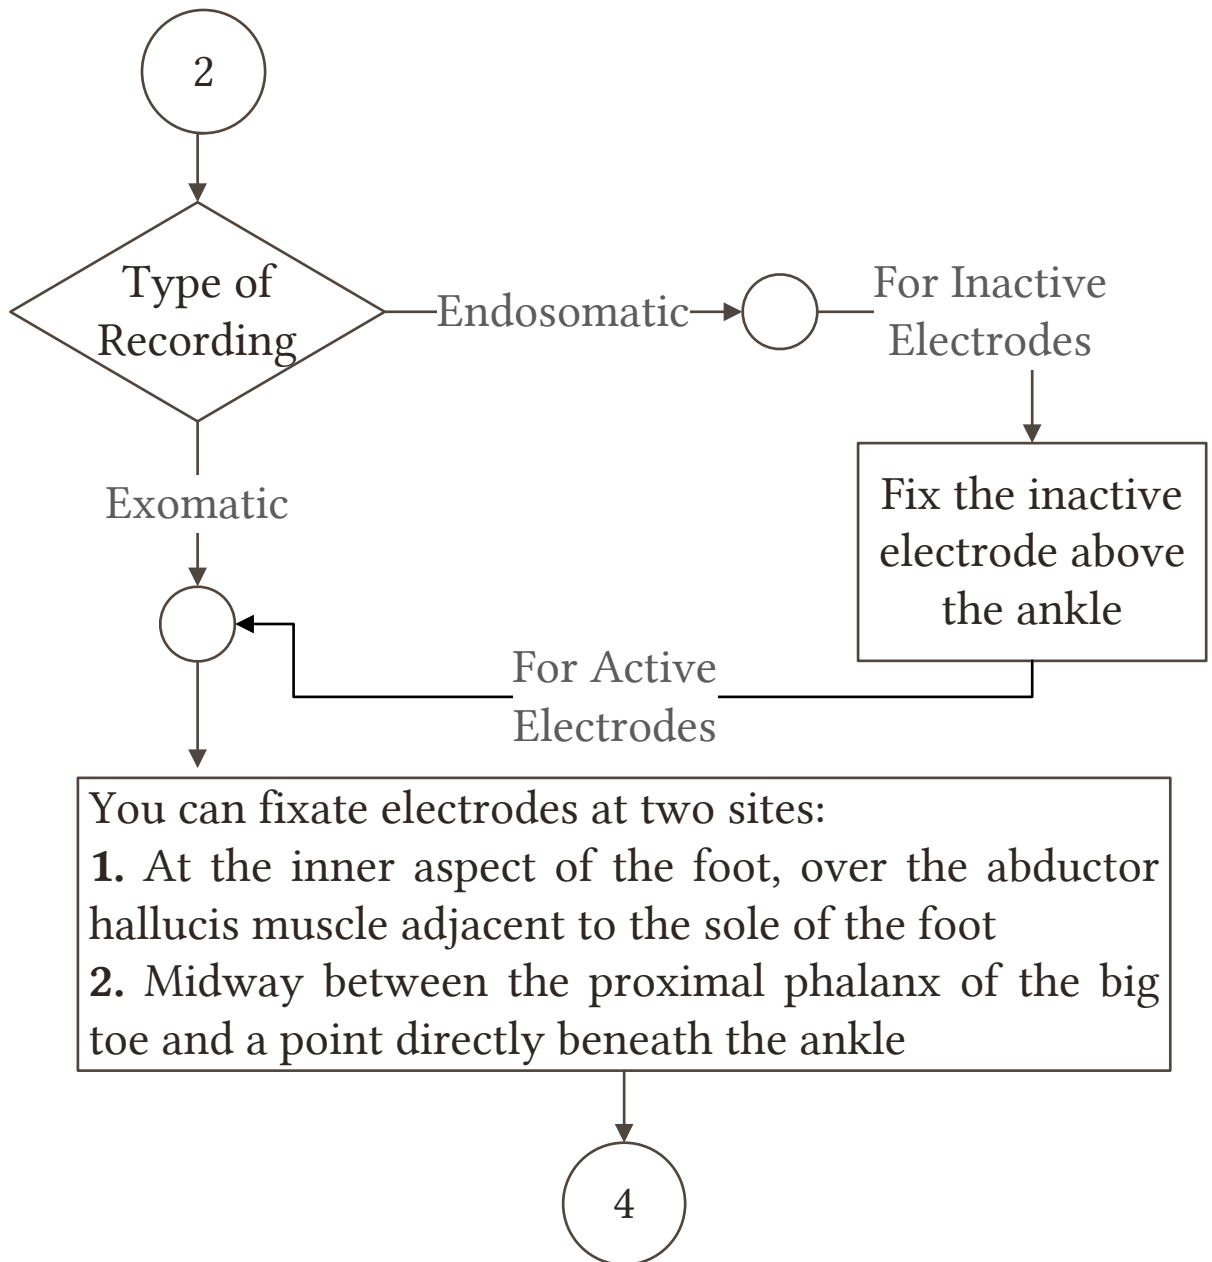 2
Type of
Recording
Endosomatic
For Inactive
Electrodes
Exomatic
Fix the inactive
electrode above
the ankle
For Active
Electrodes
You can fixate electrodes at two sites:
1. At the inner aspect of the foot, over the abductor
hallucis muscle adjacent to the sole of the foot
2. Midway between the proximal phalanx of the big
toe and a point directly beneath the ankle
4